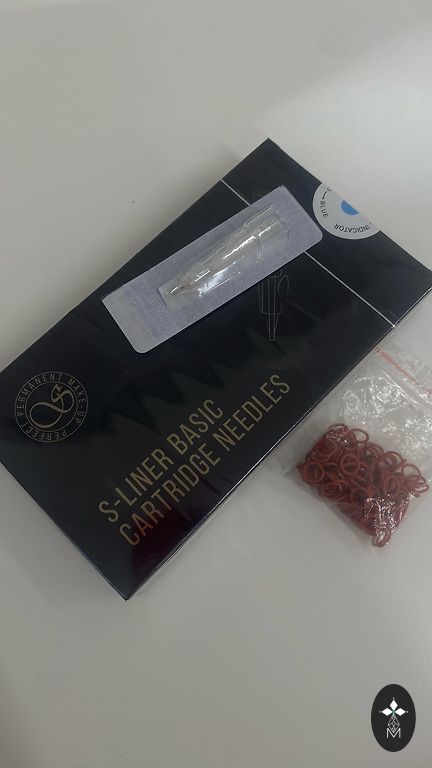 INDICATOR
BLUE
PERFECT PERMANENT MAKE-UP
S
S-LINER BASIC
CARTRIDGE NEEDLES
M